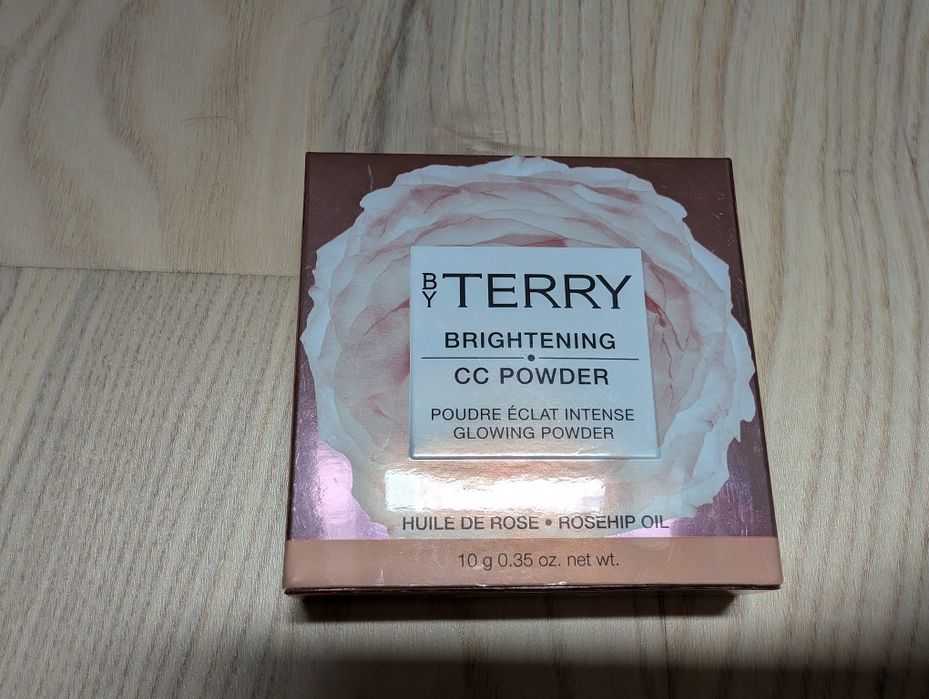 BY TERRY
BRIGHTENING
CC POWDER
POUDRE ÉCLAT INTENSE
GLOWING POWDER
HUILE DE ROSE • ROSEHIP OIL
10 g 0.35 oz. net wt.